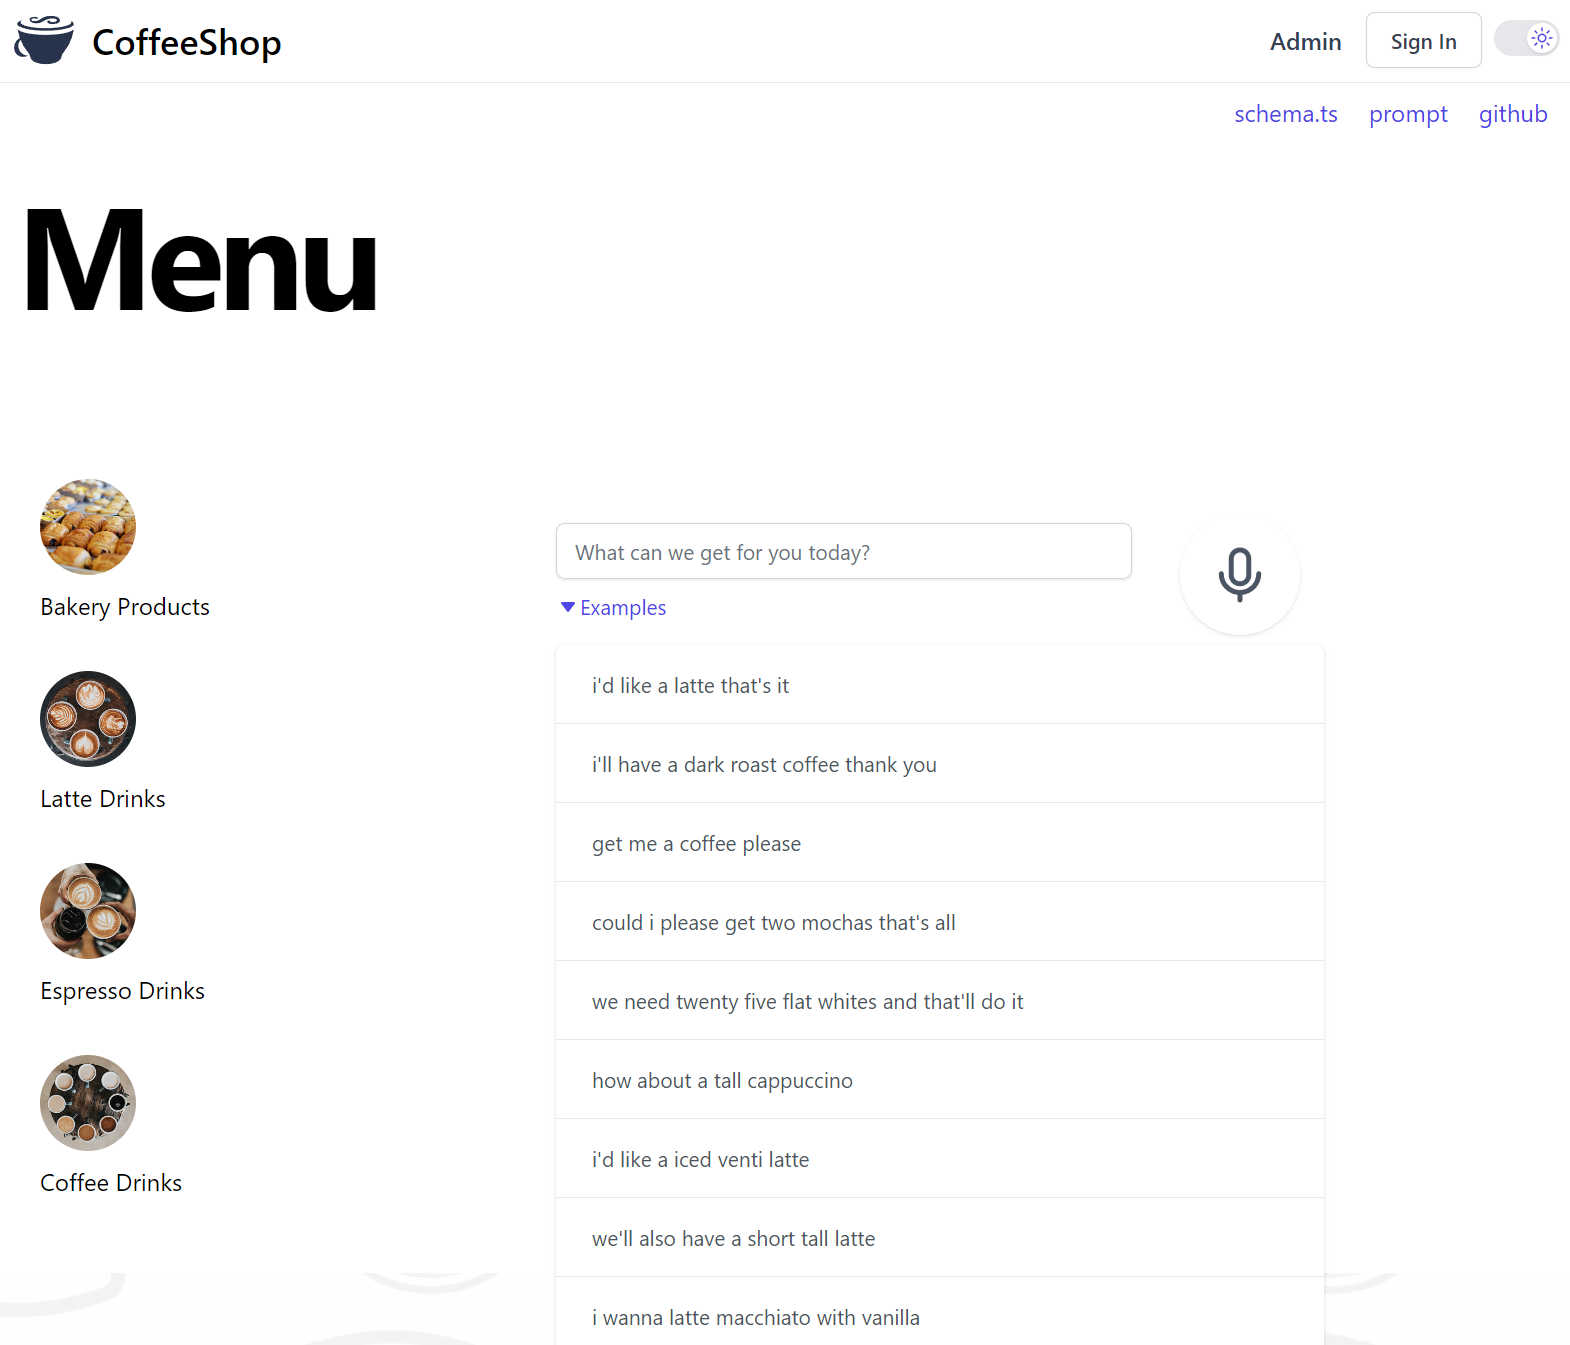 CoffeeShop
Admin
Sign In
schema.ts
prompt
github
Menu
Bakery Products
Latte Drinks
Espresso Drinks
Coffee Drinks
What can we get for you today?
Examples
i'd like a latte that's it
i'll have a dark roast coffee thank you
get me a coffee please
could i please get two mochas that's all
we need twenty five flat whites and that'll do it
how about a tall cappuccino
i'd like a iced venti latte
we'll also have a short tall latte
i wanna latte macchiato with vanilla